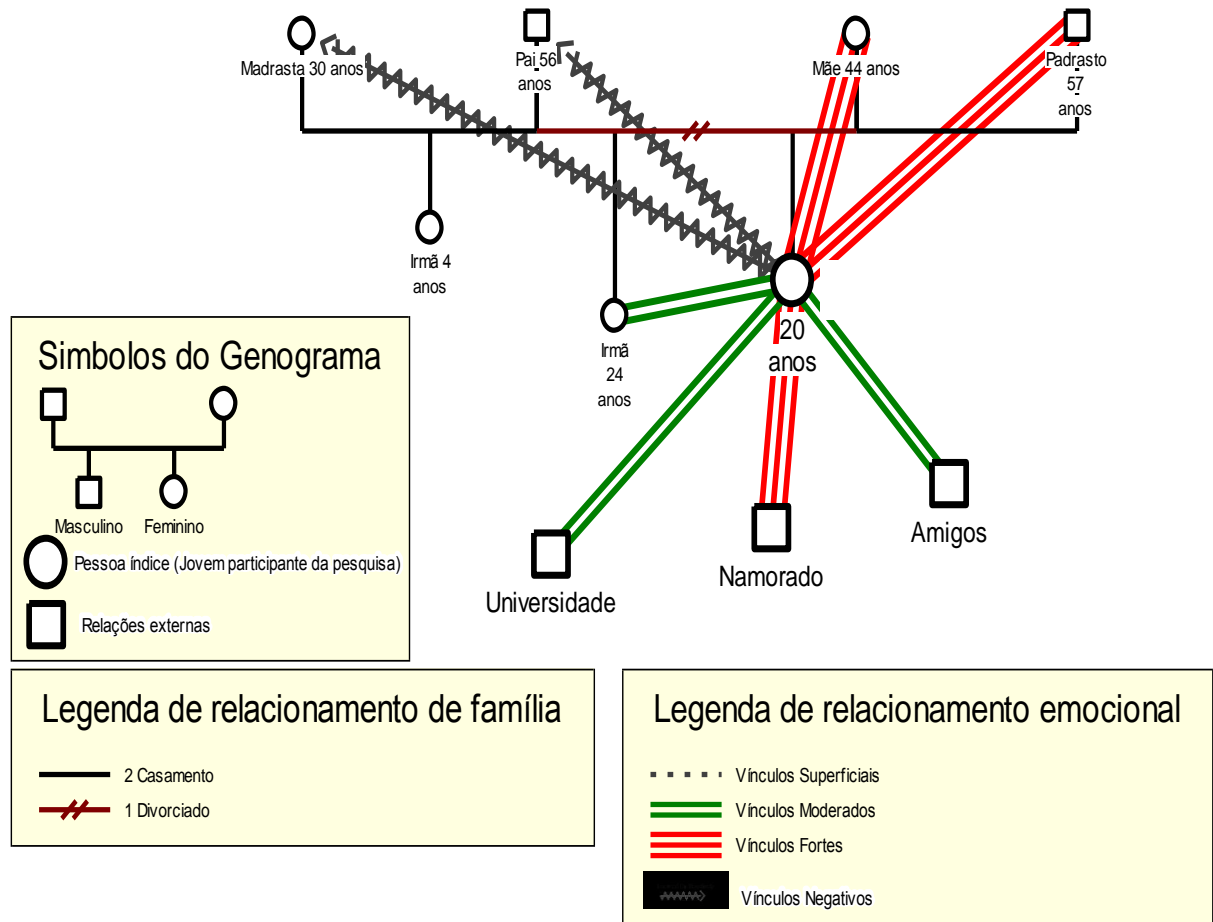 Madrasta 30 anos
Pai 56
anos
Mãe 44 anos
Padrasto
57
anos
Irmã 4
anos
Irmã
24
anos
20
anos
Universidade
Namorado
Amigos
Simbolos do Genograma
Masculino
Feminino
Pessoa índice (Jovem participante da pesquisa)
Relações externas
Legenda de relacionamento de família
2 Casamento
1 Divorciado
Legenda de relacionamento emocional
Vínculos Superficiais
Vínculos Moderados
Vínculos Fortes
Vínculos Negativos